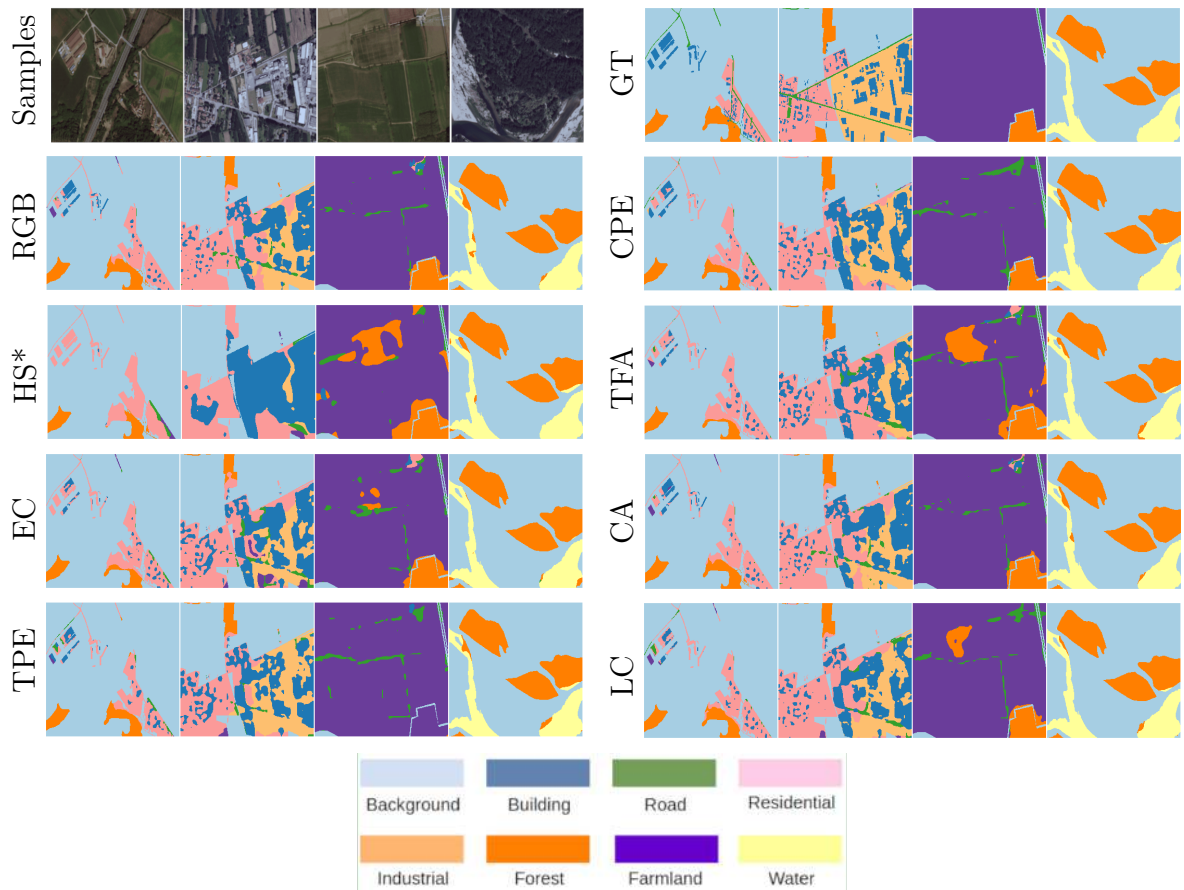 Samples
GT
RGB
CPE
HS*
TFA
EC
CA
TPE
LC
Background
Building
Road
Residential
Industrial
Forest
Farmland
Water